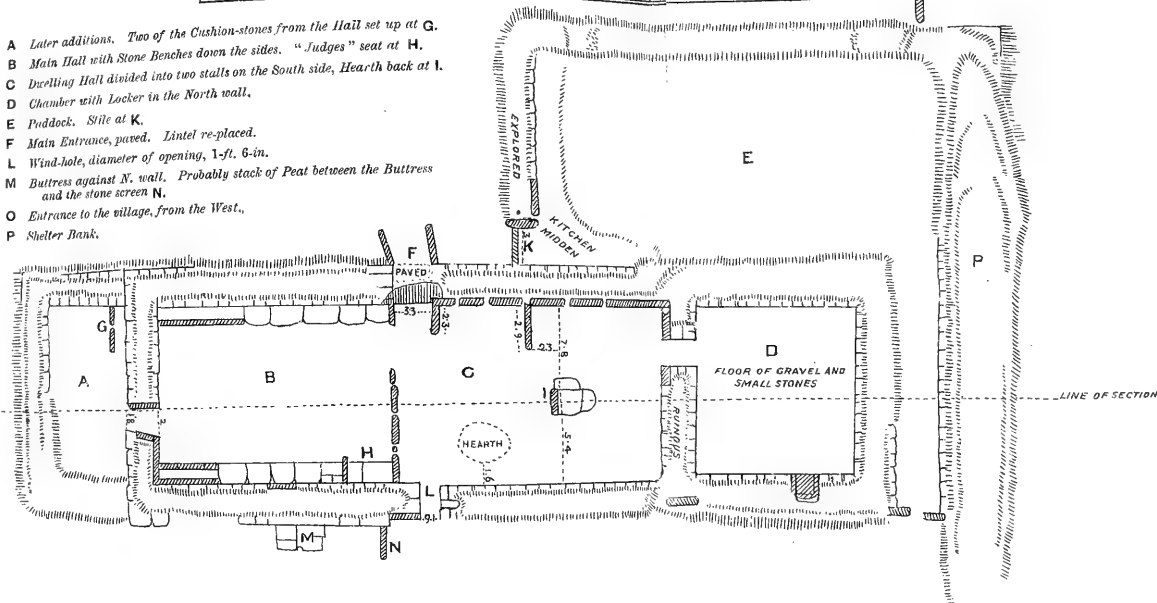 A Later additions. Two of the Cushion-stones from the Hall set up at G.
B Main Hall with Stone Benches down the sides. "Judges" seat at H.
C Dwelling Hall divided into two stalls on the South side, Hearth back at I.
D Chamber with Locker in the North wall.
E Paddock. Stile at K.
F Main Entrance, paved. Lintel re-placed.
L Wind-hole, diameter of opening, 1-ft. 6-in.
M Buttress against N. wall. Probably stack of Peat between the Buttress
and the stone screen N.
O Entrance to the village, from the West.,
P Shelter Bank.
EXPLORED
E
KITCHEN
MIDDEN
K
3
F
PAVED
P
G
33
2.3
2.9
23
7.8
A
B
C
D
FLOOR OF GRAVEL AND
SMALL STONES
I
LINE OF SECTION
2
HEARTH
5.4
RUINOUS
H
.6
L
M
N